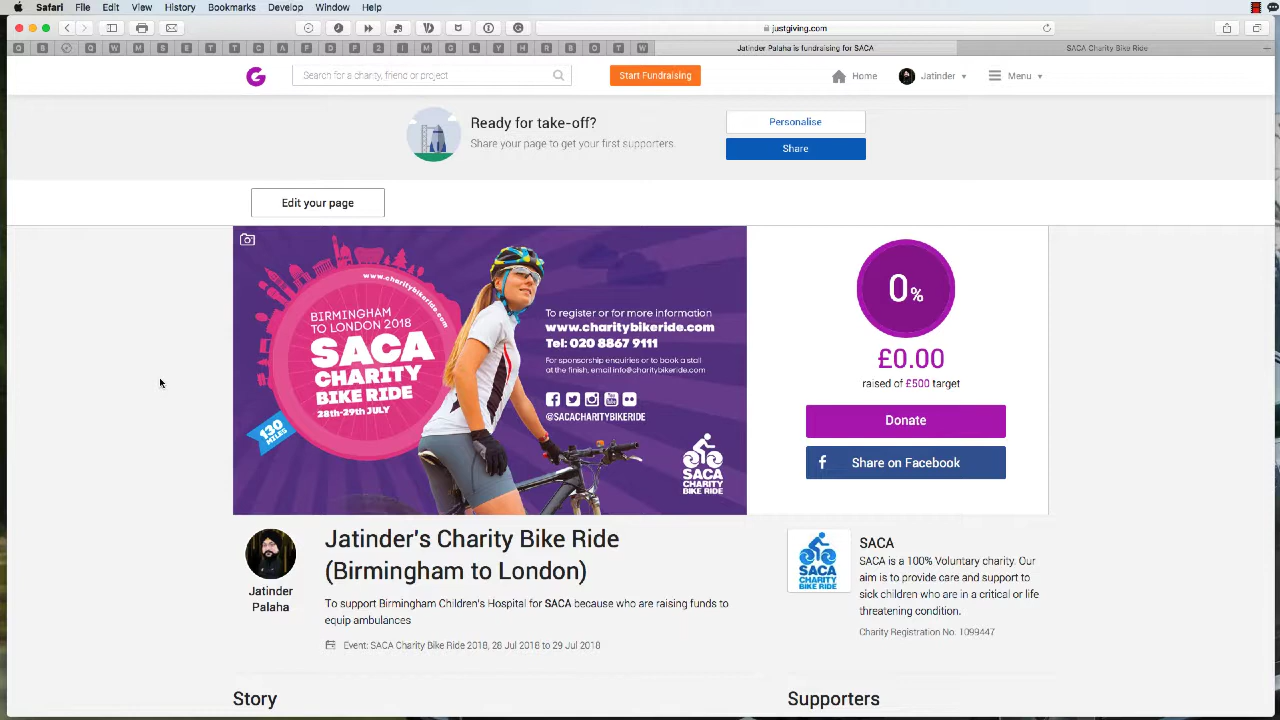 Safari File Edit View History Bookmarks Develop Window Help
justgiving.com
Q B Q W M S E T T C A F D F 2 I M G L Y H R B O T W
Jatinder Palaha is fundraising for SACA
SACA Charity Bike Ride
Search for a charity, friend or project
Start Fundraising
Home
Jatinder
Menu
Ready for take-off?
Share your page to get your first supporters.
Personalise
Share
Edit your page
www.charitybikeride.com
BIRMINGHAM
TO LONDON 2018
SACA
CHARITY
BIKE RIDE
28th-29th JULY
130
MILES
To register or for more information
www.charitybikeride.com
Tel: 020 8867 9111
For sponsorship enquiries or to book a stall
at the finish, email info@charitybikeride.com
@SACACHARITYBIKERIDE
SACA
CHARITY
BIKE RIDE
0%
£0.00
raised of £500 target
Donate
Share on Facebook
Jatinder
Palaha
Jatinder's Charity Bike Ride
(Birmingham to London)
To support Birmingham Children's Hospital for SACA because who are raising funds to
equip ambulances
Event: SACA Charity Bike Ride 2018, 28 Jul 2018 to 29 Jul 2018
SACA
CHARITY
BIKE RIDE
SACA
SACA is a 100% Voluntary charity. Our
aim is to provide care and support to
sick children who are in a critical or life
threatening condition.
Charity Registration No. 1099447
Story
Supporters